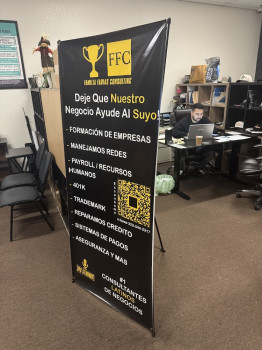 FFC
FAMILIA FARIAS CONSULTING
Deje Que Nuestro
Negocio Ayude Al Suyo!
- FORMACIÓN DE EMPRESAS
- MANEJAMOS REDES
- PAYROLL / RECURSOS
HUMANOS
- 401K
- TRADEMARK
- REPARAMOS CREDITO
- SISTEMAS DE PAGOS
- ASEGURANZA Y MAS
#1
CONSULTANTES
LATINOS
DE NEGOCIOS